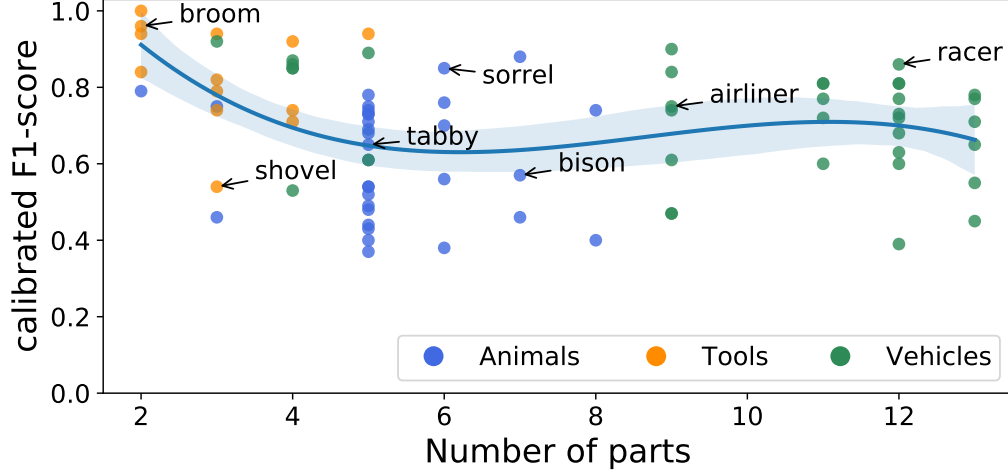 calibrated F1-score
1.0
0.8
0.6
0.4
0.2
0.0
broom
racer
sorrel
airliner
tabby
bison
shovel
Animals Tools Vehicles
2 4 6 8 10 12
Number of parts